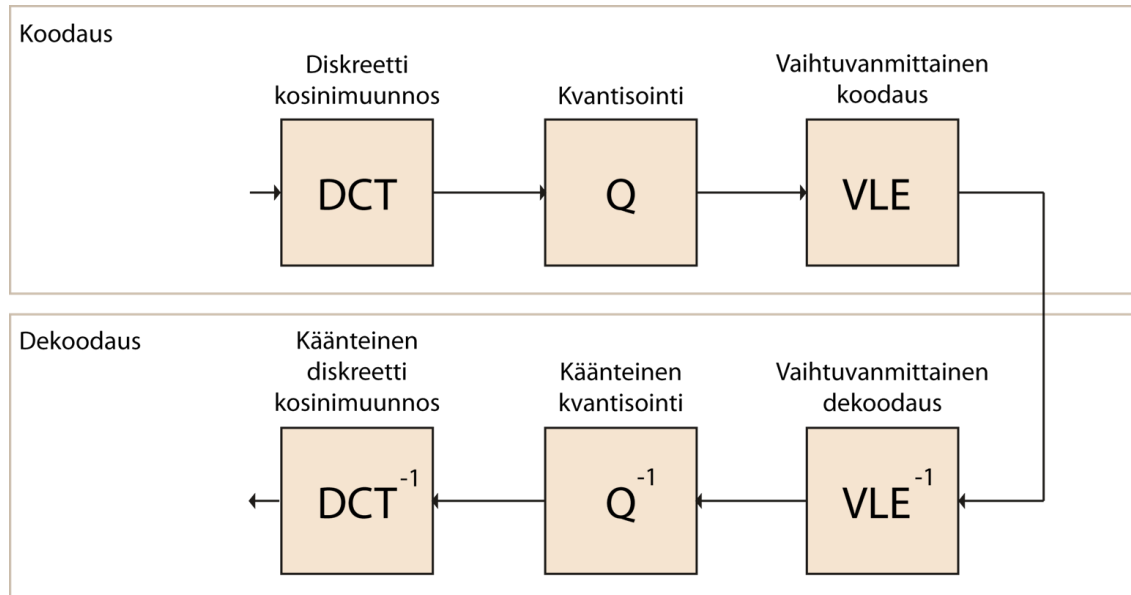 Koodaus
Diskreetti
kosinimuunnos
Kvantisointi
Vaihtuvanmittainen
koodaus
DCT
Q
VLE
Dekoodaus
Käänteinen
diskreetti
kosinimuunnos
Käänteinen
kvantisointi
Vaihtuvanmittainen
dekoodaus
DCT-1
Q-1
VLE-1